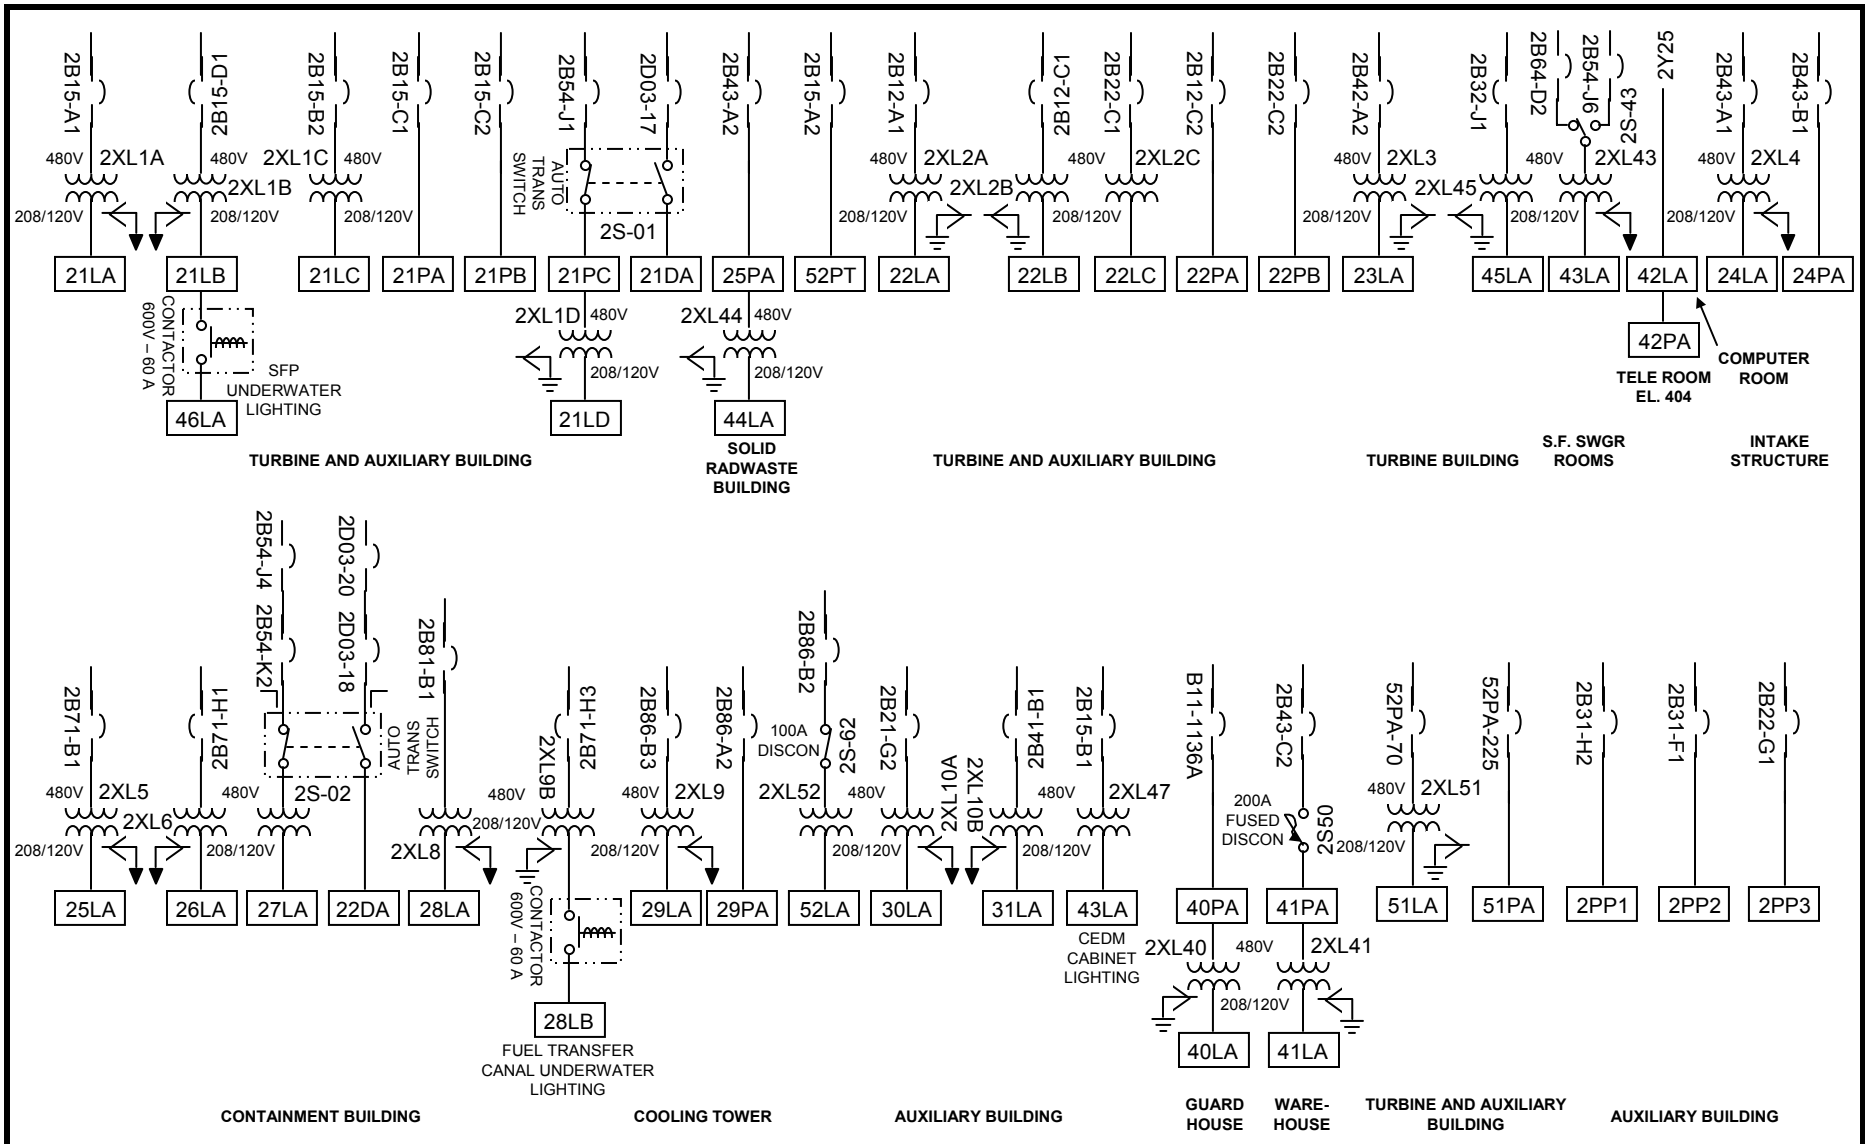 2B15-A1
2B15-D1
2B15-B2
2B15-C1
2B15-C2
2B54-J1
2D03-17
2B43-A2
2B15-A2
2B12-A1
2B12-C1
2B22-C1
2B12-C2
2B22-C2
2B42-A2
2B32-J1
2B64-D2
2B54-J6
2S-43
2Y25
2B43-A1
2B43-B1
480V
2XL1A
480V
2XL1B
2XL1C
480V
AUTO
TRANS
SWITCH
2S-01
480V
2XL2A
2XL2B
480V
2XL2C
480V
2XL3
2XL45
480V
2XL43
480V
2XL4
208/120V
208/120V
208/120V
208/120V
208/120V
208/120V
208/120V
21LA
21LB
21LC
21PA
21PB
21PC
21DA
25PA
52PT
22LA
22LB
22LC
22PA
22PB
23LA
45LA
43LA
42LA
24LA
24PA
CONTACTOR
600V – 60 A
SFP
UNDERWATER
LIGHTING
46LA
2XL1D
480V
208/120V
21LD
2XL44
480V
208/120V
44LA
42PA
COMPUTER
ROOM
TELE ROOM
EL. 404
TURBINE AND AUXILIARY BUILDING
SOLID
RADWASTE
BUILDING
TURBINE AND AUXILIARY BUILDING
TURBINE BUILDING
S.F. SWGR
ROOMS
INTAKE
STRUCTURE
2B71-B1
2B71-H1
2B54-J4
2B54-K2
2D03-20
2D03-18
2B81-B1
2B71-H3
2B86-B3
2B86-A2
2B86-B2
2B21-G2
2B41-B1
2B15-B1
B11-1136A
2B43-C2
52PA-70
52PA-225
2B31-H2
2B31-F1
2B22-G1
AUTO
TRANS
SWITCH
2S-02
100A
DISCON
2S-62
200A
FUSED
DISCON
2S50
480V
2XL5
2XL6
480V
2XL8
480V
2XL9B
480V
2XL9
2XL52
480V
2XL10A
2XL10B
2XL47
480V
2XL51
208/120V
208/120V
208/120V
208/120V
208/120V
208/120V
208/120V
25LA
26LA
27LA
22DA
28LA
29LA
29PA
52LA
30LA
31LA
43LA
40PA
41PA
51LA
51PA
2PP1
2PP2
2PP3
CONTACTOR
600V – 60 A
28LB
FUEL TRANSFER
CANAL UNDERWATER
LIGHTING
CEDM
CABINET
LIGHTING
2XL40
480V
2XL41
208/120V
40LA
41LA
CONTAINMENT BUILDING
COOLING TOWER
AUXILIARY BUILDING
GUARD
HOUSE
WARE-
HOUSE
TURBINE AND AUXILIARY
BUILDING
AUXILIARY BUILDING